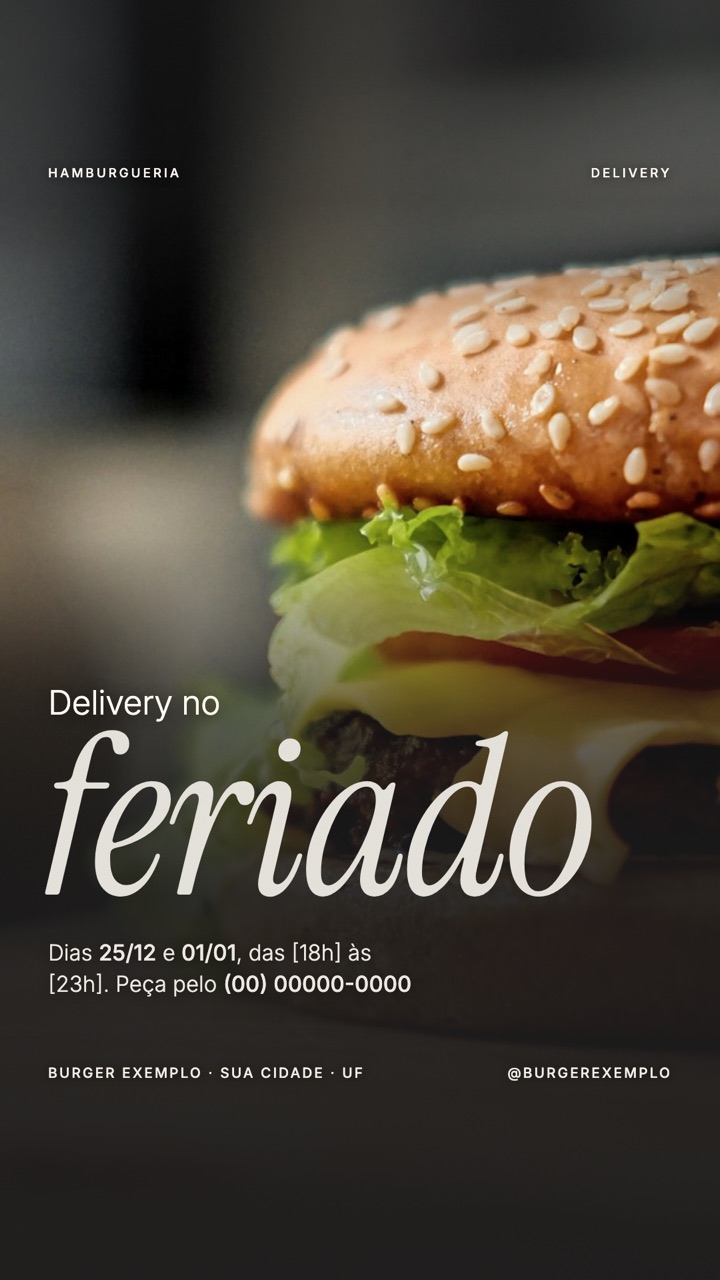 HAMBURGUERIA
DELIVERY
Delivery no
feriado
Dias 25/12 e 01/01, das [18h] às
[23h]. Peça pelo (00) 00000-0000
BURGER EXEMPLO · SUA CIDADE · UF
@BURGEREXEMPLO